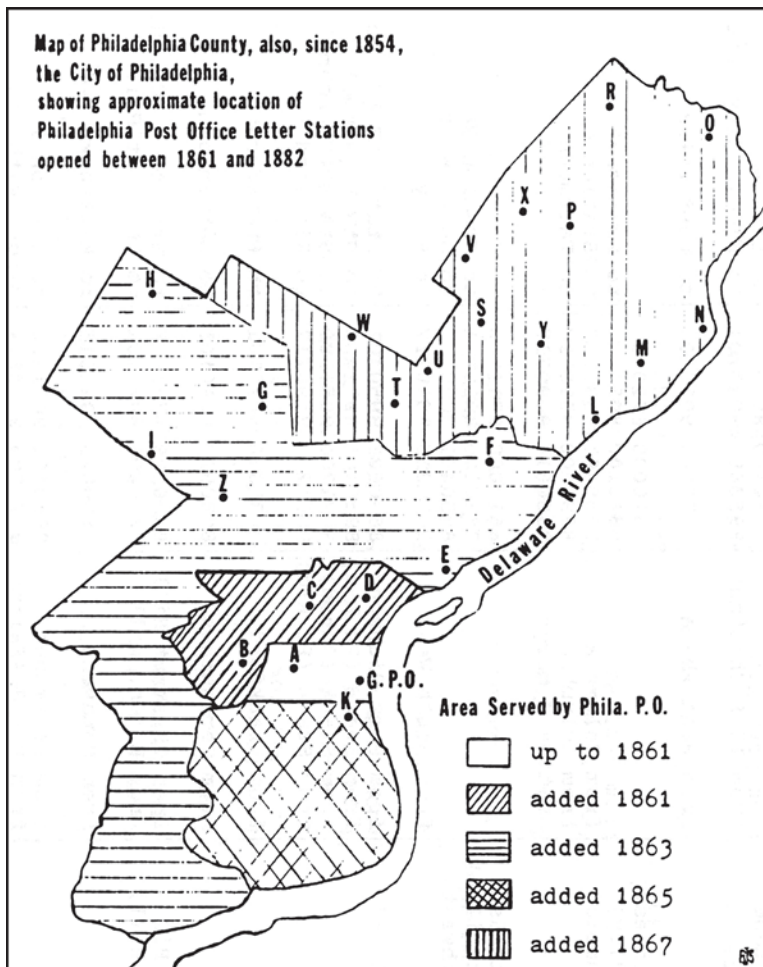 Map of Philadelphia County, also, since 1854,
the City of Philadelphia,
showing approximate location of
Philadelphia Post Office Letter Stations
opened between 1861 and 1882
R
O
X
P
V
H
S
N
W
Y
M
U
T
G
L
I
F
Z
E
Delaware River
D
C
B
A
G.P.O.
K
Area Served by Phila. P.O.
up to 1861
added 1861
added 1863
added 1865
added 1867